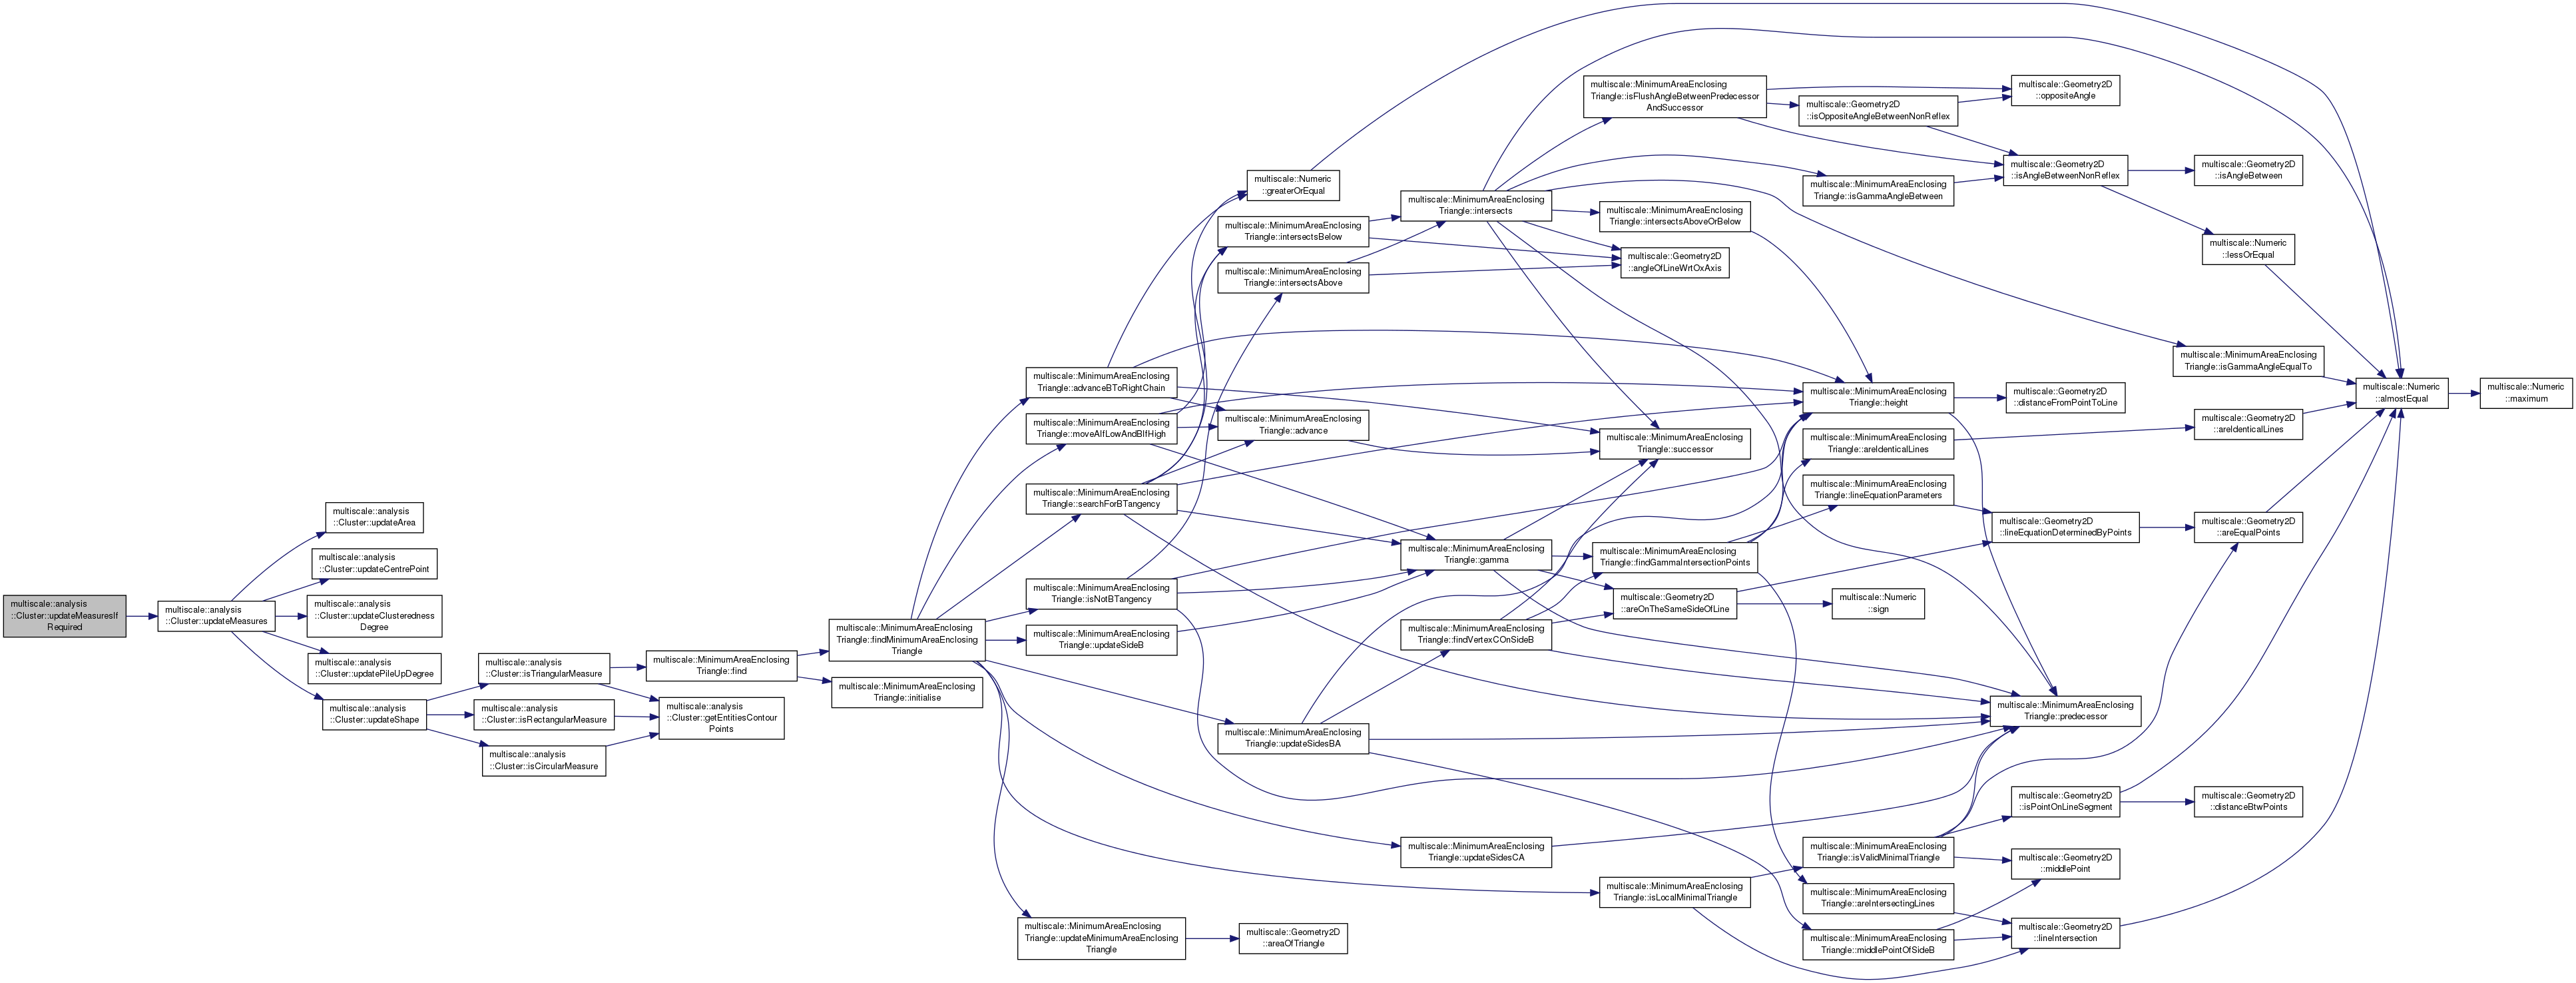 multiscale::analysis
::Cluster::updateMeasuresIf
Required
multiscale::analysis
::Cluster::updateMeasures
multiscale::analysis
::Cluster::updateArea
multiscale::analysis
::Cluster::updateCentrePoint
multiscale::analysis
::Cluster::updateClusteredness
Degree
multiscale::analysis
::Cluster::updatePileUpDegree
multiscale::analysis
::Cluster::updateShape
multiscale::analysis
::Cluster::isTriangularMeasure
multiscale::analysis
::Cluster::isRectangularMeasure
multiscale::analysis
::Cluster::isCircularMeasure
multiscale::MinimumAreaEnclosing
Triangle::find
multiscale::analysis
::Cluster::getEntitiesContour
Points
multiscale::MinimumAreaEnclosing
Triangle::findMinimumAreaEnclosing
Triangle
multiscale::MinimumAreaEnclosing
Triangle::initialise
multiscale::MinimumAreaEnclosing
Triangle::advanceBToRightChain
multiscale::MinimumAreaEnclosing
Triangle::moveAIfLowAndBIfHigh
multiscale::MinimumAreaEnclosing
Triangle::searchForBTangency
multiscale::MinimumAreaEnclosing
Triangle::isNotBTangency
multiscale::MinimumAreaEnclosing
Triangle::updateSideB
multiscale::MinimumAreaEnclosing
Triangle::updateMinimumAreaEnclosing
Triangle
multiscale::Numeric
::greaterOrEqual
multiscale::MinimumAreaEnclosing
Triangle::intersectsBelow
multiscale::MinimumAreaEnclosing
Triangle::intersectsAbove
multiscale::MinimumAreaEnclosing
Triangle::advance
multiscale::MinimumAreaEnclosing
Triangle::updateSidesBA
multiscale::Geometry2D
::areaOfTriangle
multiscale::MinimumAreaEnclosing
Triangle::intersects
multiscale::MinimumAreaEnclosing
Triangle::gamma
multiscale::MinimumAreaEnclosing
Triangle::findVertexCOnSideB
multiscale::MinimumAreaEnclosing
Triangle::updateSidesCA
multiscale::MinimumAreaEnclosing
Triangle::isFlushAngleBetweenPredecessor
AndSuccessor
multiscale::MinimumAreaEnclosing
Triangle::intersectsAboveOrBelow
multiscale::Geometry2D
::angleOfLineWrtOxAxis
multiscale::MinimumAreaEnclosing
Triangle::successor
multiscale::MinimumAreaEnclosing
Triangle::findGammaIntersectionPoints
multiscale::Geometry2D
::areOnTheSameSideOfLine
multiscale::MinimumAreaEnclosing
Triangle::isLocalMinimalTriangle
multiscale::Geometry2D
::isOppositeAngleBetweenNonReflex
multiscale::MinimumAreaEnclosing
Triangle::isGammaAngleBetween
multiscale::MinimumAreaEnclosing
Triangle::height
multiscale::MinimumAreaEnclosing
Triangle::areIdenticalLines
multiscale::MinimumAreaEnclosing
Triangle::lineEquationParameters
multiscale::Numeric
::sign
multiscale::MinimumAreaEnclosing
Triangle::isValidMinimalTriangle
multiscale::MinimumAreaEnclosing
Triangle::areIntersectingLines
multiscale::MinimumAreaEnclosing
Triangle::middlePointOfSideB
multiscale::Geometry2D
::oppositeAngle
multiscale::Geometry2D
::isAngleBetweenNonReflex
multiscale::Geometry2D
::distanceFromPointToLine
multiscale::Geometry2D
::lineEquationDeterminedByPoints
multiscale::MinimumAreaEnclosing
Triangle::predecessor
multiscale::Geometry2D
::isPointOnLineSegment
multiscale::Geometry2D
::middlePoint
multiscale::Geometry2D
::lineIntersection
multiscale::Geometry2D
::isAngleBetween
multiscale::Numeric
::lessOrEqual
multiscale::MinimumAreaEnclosing
Triangle::isGammaAngleEqualTo
multiscale::Geometry2D
::areIdenticalLines
multiscale::Geometry2D
::areEqualPoints
multiscale::Geometry2D
::distanceBtwPoints
multiscale::Numeric
::almostEqual
multiscale::Numeric
::maximum